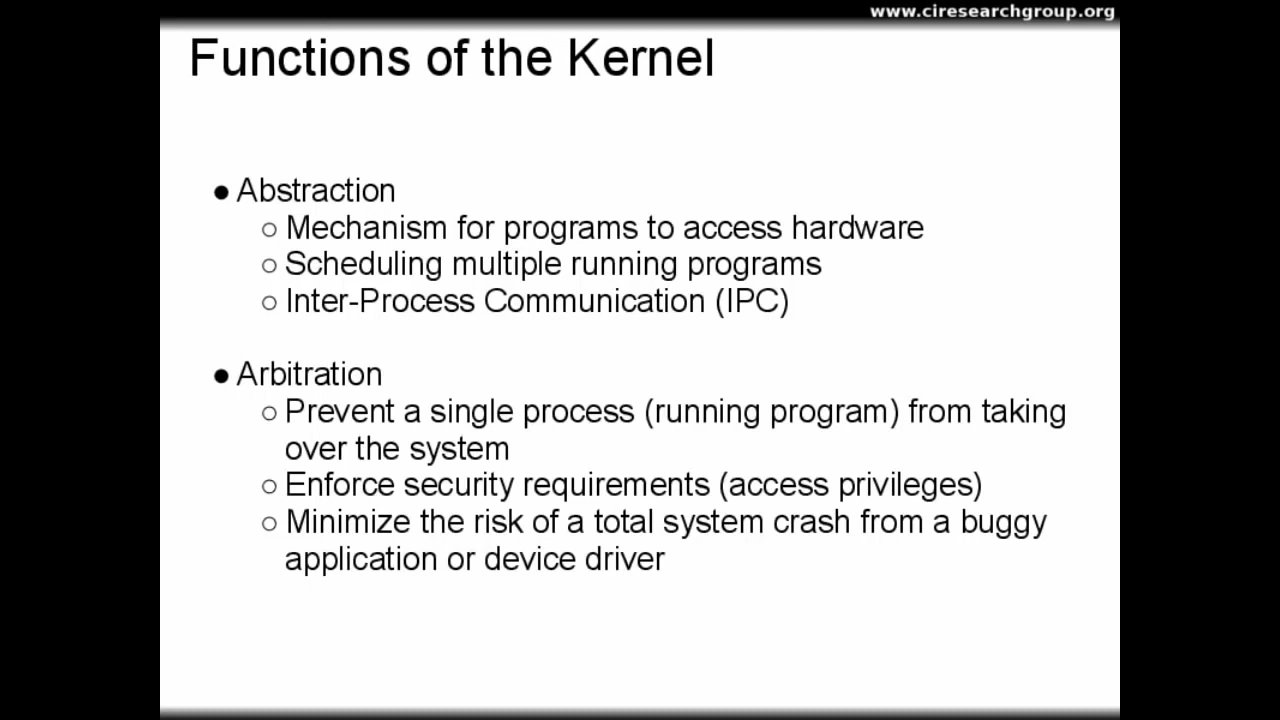 www.ciresearchgroup.org
Functions of the Kernel
● Abstraction
○ Mechanism for programs to access hardware
○ Scheduling multiple running programs
○ Inter-Process Communication (IPC)
● Arbitration
○ Prevent a single process (running program) from taking
over the system
○ Enforce security requirements (access privileges)
○ Minimize the risk of a total system crash from a buggy
application or device driver